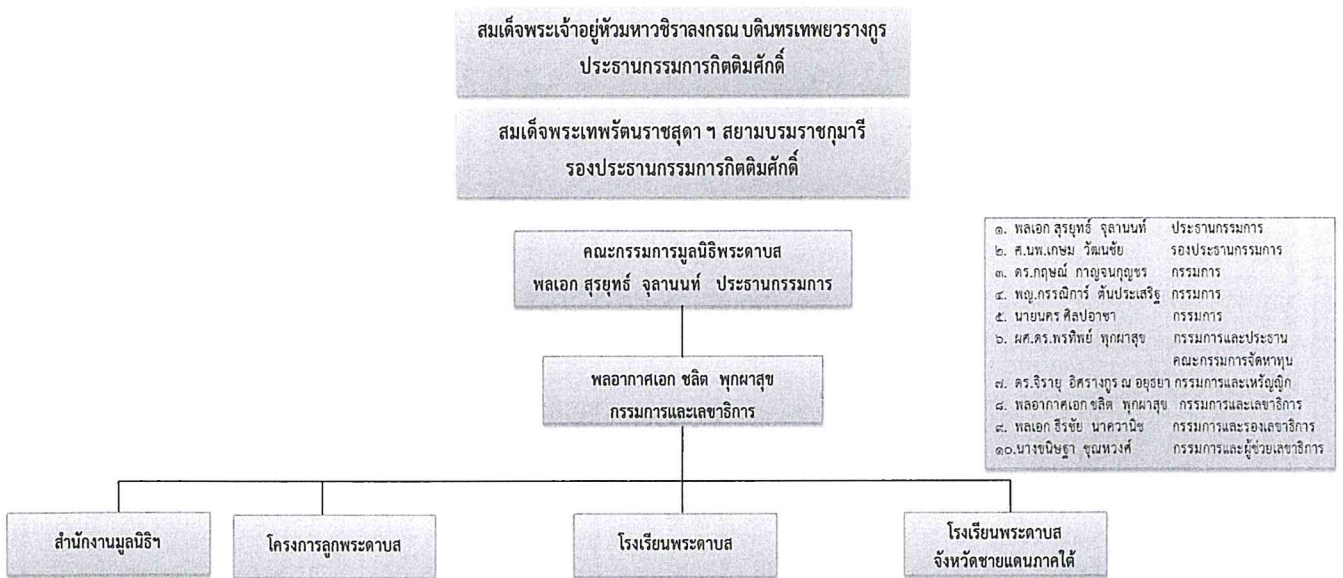 สมเด็จพระเจ้าอยู่หัวมหาวชิราลงกรณ บดินทรเทพยวรางกูร
ประธานกรรมการกิตติมศักดิ์
สมเด็จพระเทพรัตนราชสุดา ฯ สยามบรมราชกุมารี
รองประธานกรรมการกิตติมศักดิ์
คณะกรรมการมูลนิธิพระดาบส
พลเอก สุรยุทธ์ จุลานนท์ ประธานกรรมการ
พลอากาศเอก ชลิต พุกผาสุข
กรรมการและเลขาธิการ
๑. พลเอก สุรยุทธ์ จุลานนท์ ประธานกรรมการ
๒. ศ.นพ.เกษม วัฒนชัย รองประธานกรรมการ
๓. ดร.กฤษณ์ กาญจนกุญชร กรรมการ
๔. พญ.กรรณิการ์ ตันประเสริฐ กรรมการ
๕. นายนคร ศิลปอาชา กรรมการ
๖. ผศ.ดร.พรทิพย์ พุกผาสุข กรรมการและประธาน
คณะกรรมการจัดหาทุน
๗. ดร.จิรายุ อิศรางกูร ณ อยุธยา กรรมการและเหรัญญิก
๘. พลอากาศเอก ชลิต พุกผาสุข กรรมการและเลขาธิการ
๙. พลเอก ธีรชัย นาควานิช กรรมการและรองเลขาธิการ
๑๐.นางขนิษฐา ชุณหวงศ์ กรรมการและผู้ช่วยเลขาธิการ
สำนักงานมูลนิธิฯ
โครงการลูกพระดาบส
โรงเรียนพระดาบส
โรงเรียนพระดาบส
จังหวัดชายแดนภาคใต้